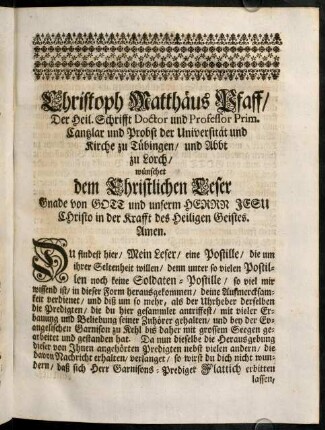 Christoph Matthäus Pfaff/
Der Heil. Schrifft Doctor und Professor Prim.
Cantzlar und Probst der Universität und
Kirche zu Tübingen/ und Abbt
zu Lorch/
wünschet
dem Christlichen Leser
Gnade von GOTT und unserm HERRN JESU
CHristo in der Krafft des Heiligen Geistes.
Amen.
DU findest hier/ Mein Leser/ eine Postille/ die um
ihrer Seltenheit willen/ denn unter so vielen Postil-
len noch keine Soldaten-Postille/ so viel mir
wissend ist/ in dieser Form herausgekommen/ deine Aufmercksam-
keit verdienet/ und diß um so mehr/ als der Uhrheber derselben
die Predigten/ die du hier gesammlet antriffest/ mit vieler Er-
bauung und Beliebung seiner Zuhörer gehalten/ und bey der Ev-
angelischen Garnison zu Kehl biß daher mit grossem Seegen ge-
arbeitet und gestanden hat. Da nun dieselbe die Herausgebung
dieser von Ihnen angehörten Predigten nebst vielen andern/ die
davon Nachricht erhalten/ verlanget/ so wirst du dich nicht wun-
dern/ daß sich Herr Garnisons-Prediger Flattich erbitten
lassen/